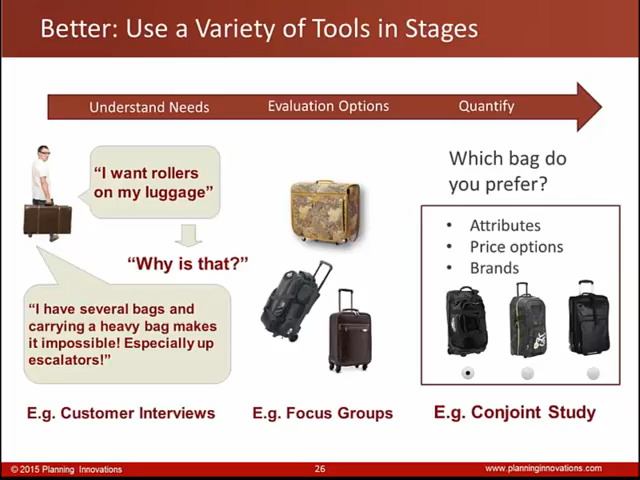 Better: Use a Variety of Tools in Stages
Understand Needs
Evaluation Options
Quantify
“I want rollers
on my luggage”
“Why is that?”
“I have several bags and
carrying a heavy bag makes
it impossible! Especially up
escalators!”
Which bag do
you prefer?
• Attributes
• Price options
• Brands
E.g. Customer Interviews
E.g. Focus Groups
E.g. Conjoint Study
© 2015 Planning Innovations
26
www.planninginnovations.com